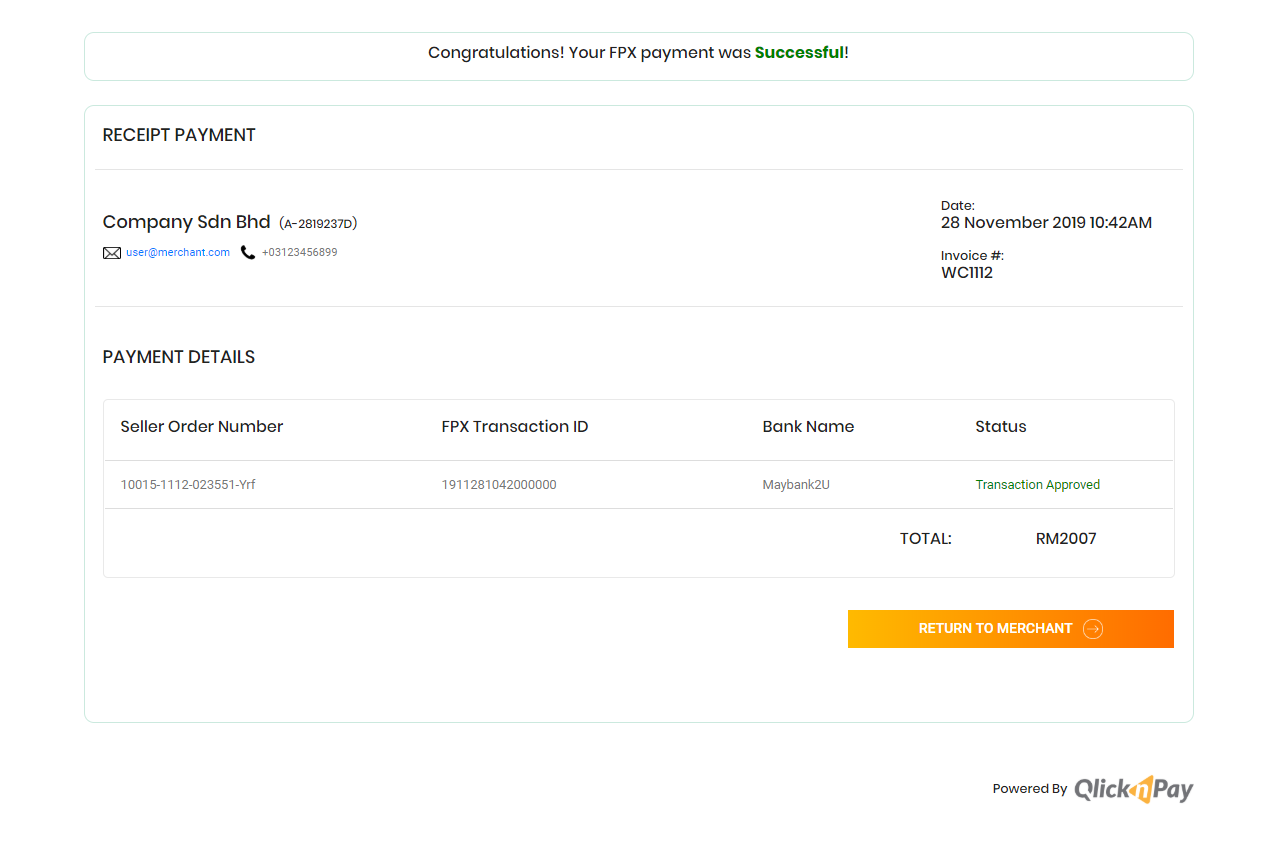 Congratulations! Your FPX payment was Successful!
RECEIPT PAYMENT
Company Sdn Bhd (A-2819237D)
user@merchant.com +03123456899
Date:
28 November 2019 10:42AM
Invoice #:
WC1112
PAYMENT DETAILS
Seller Order Number FPX Transaction ID Bank Name Status
10015-1112-023551-Yrf 1911281042000000 Maybank2U Transaction Approved
TOTAL: RM2007
RETURN TO MERCHANT
Powered By QlicknPay